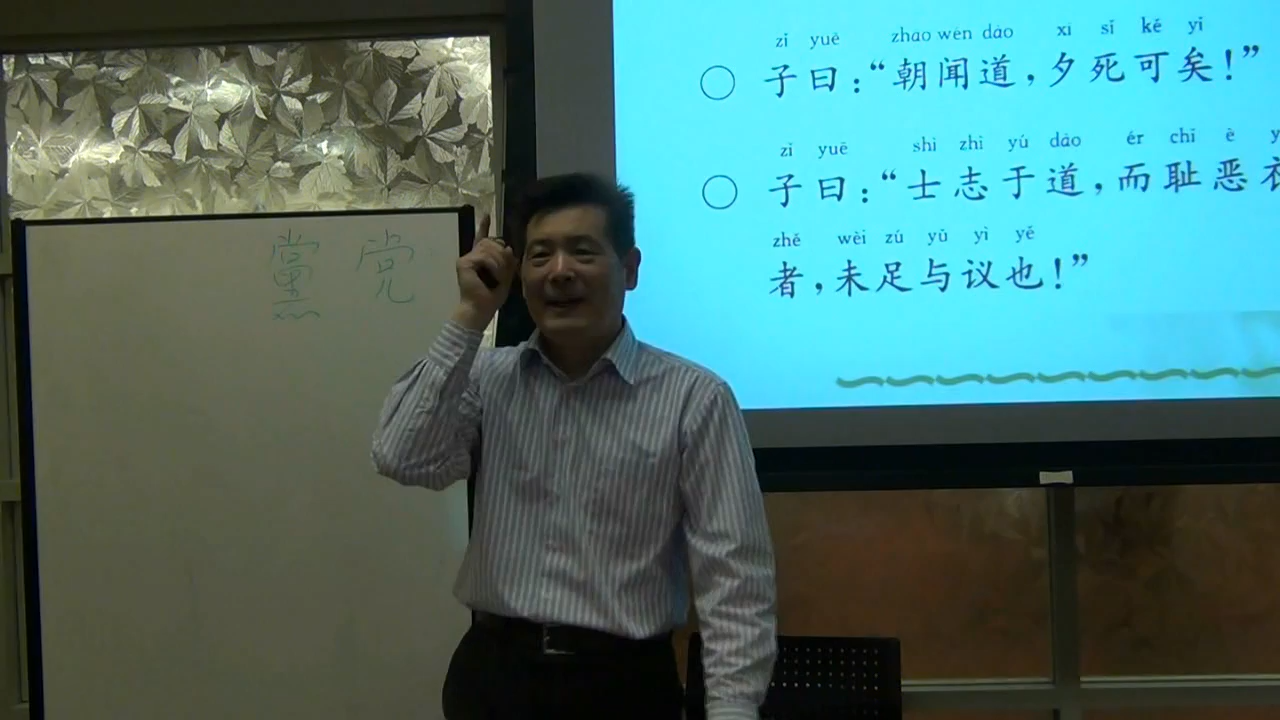 黨 党
zǐ yuē zhao wén dào xī sǐ kě yǐ
○ 子曰：“朝闻道，夕死可矣！”
zǐ yuē shì zhì yú dào ér chǐ è y
○ 子曰：“士志于道，而耻恶衣
zhě wèi zú yǔ yì yě
者，未足与议也！”